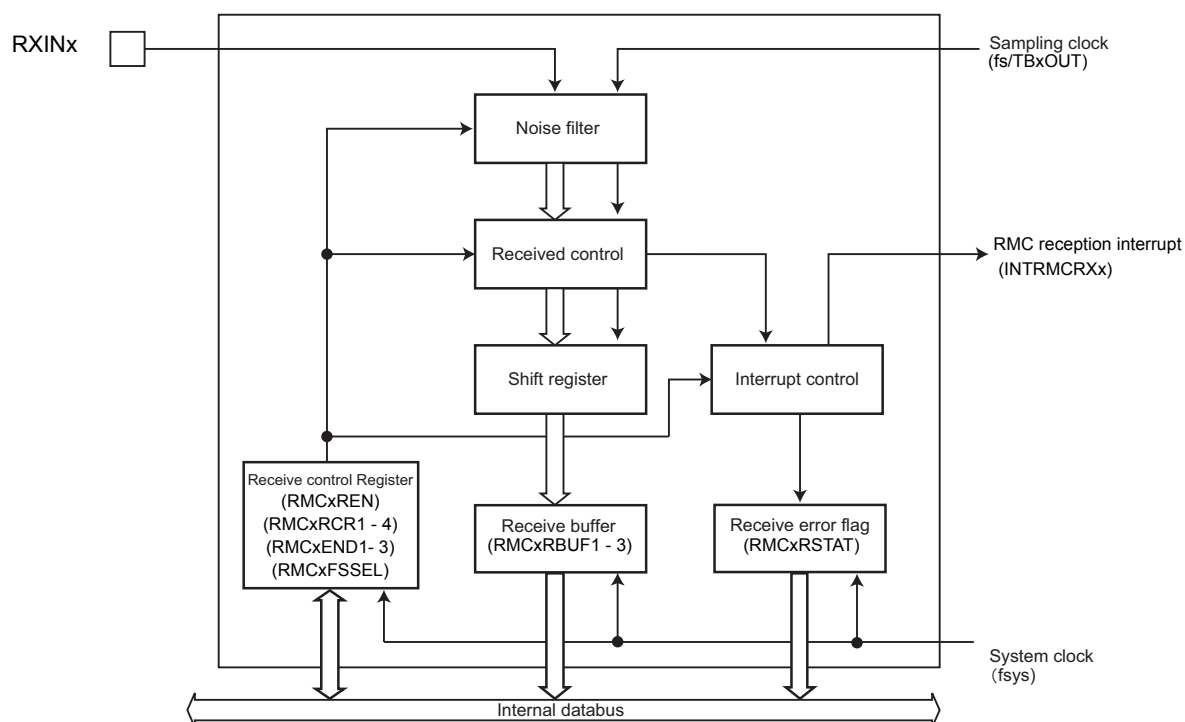 RXINx
Sampling clock
(fs/TBxOUT)
Noise filter
Received control
RMC reception interrupt
(INTRMCRXx)
Shift register
Interrupt control
Receive control Register
(RMCxREN)
(RMCxRCR1 - 4)
(RMCxEND1- 3)
(RMCxFSSEL)
Receive buffer
(RMCxRBUF1 - 3)
Receive error flag
(RMCxRSTAT)
System clock
(fsys)
Internal databus